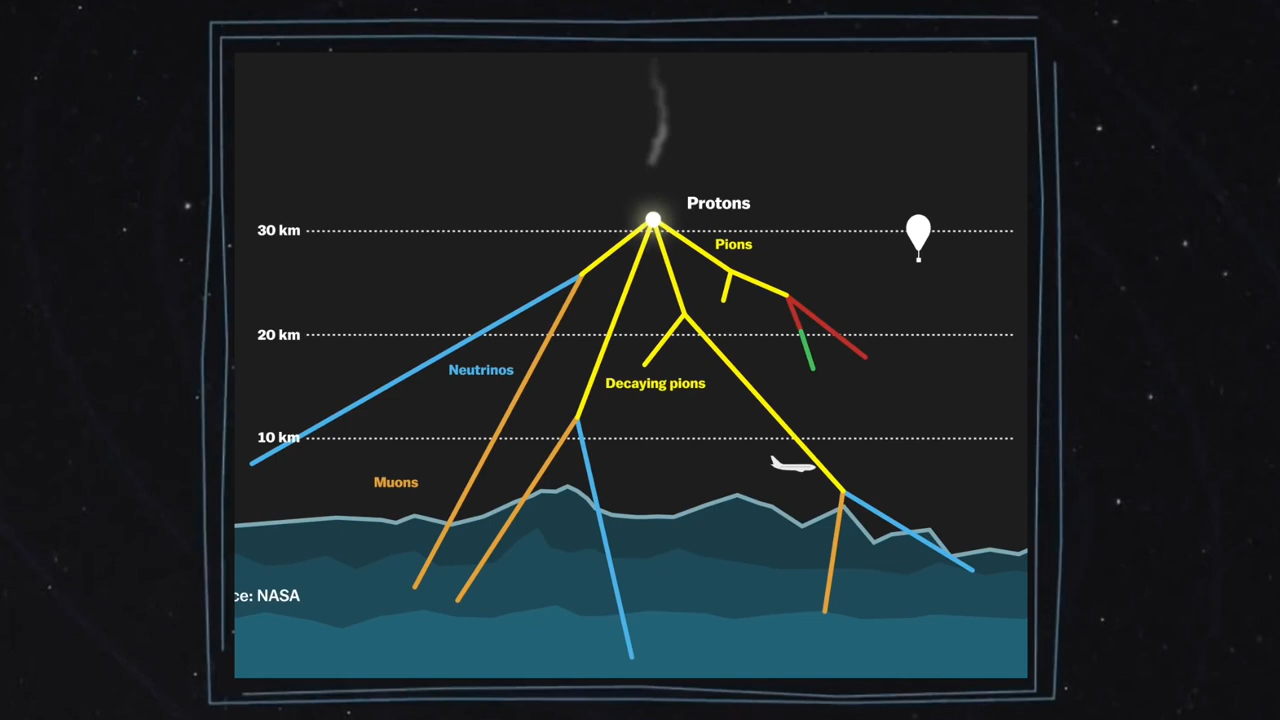 Protons
30 km
Pions
20 km
Neutrinos
Decaying pions
10 km
Muons
ce: NASA